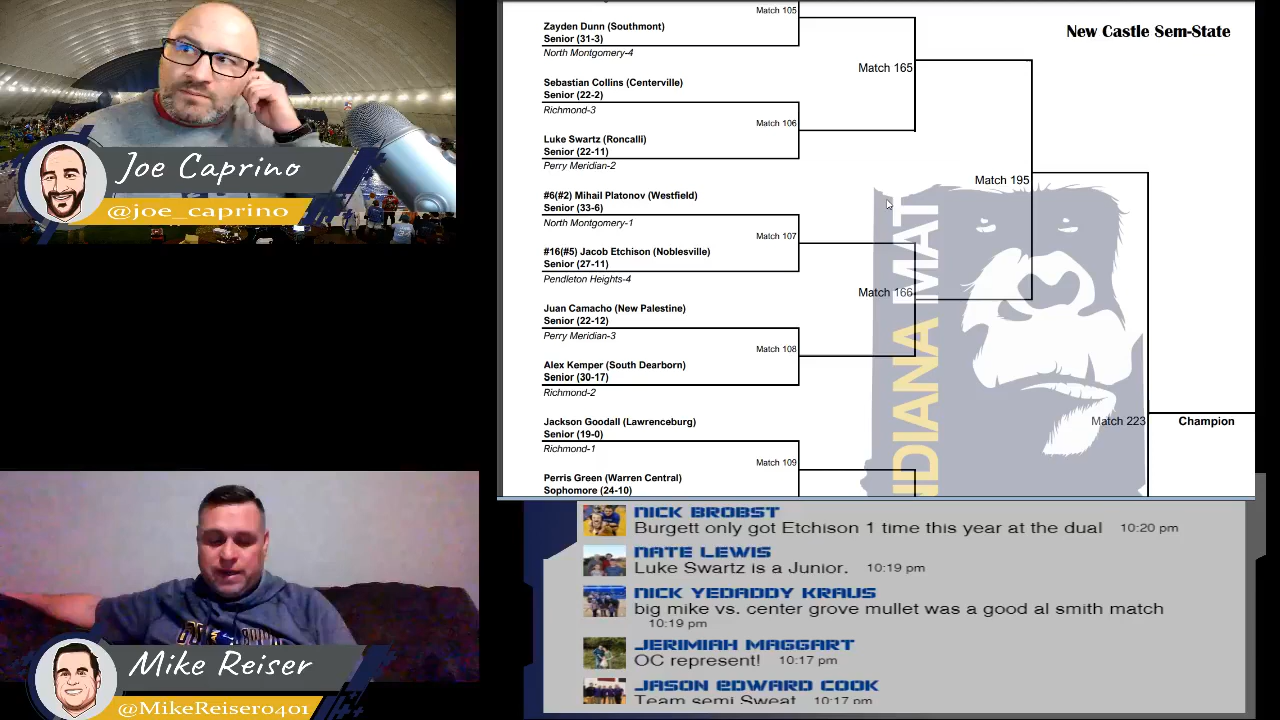 Joe Caprino
@joe_caprino
Mike Reiser
@MikeReiser0401
New Castle Sem-State
Match 105
Zayden Dunn (Southmont)
Senior (31-3)
North Montgomery-4
Match 165
Sebastian Collins (Centerville)
Senior (22-2)
Richmond-3
Match 106
Luke Swartz (Roncalli)
Senior (22-11)
Perry Meridian-2
Match 195
#6(#2) Mihail Platonov (Westfield)
Senior (33-6)
North Montgomery-1
Match 107
#16(#5) Jacob Etchison (Noblesville)
Senior (27-11)
Pendleton Heights-4
Match 166
Juan Camacho (New Palestine)
Senior (22-12)
Perry Meridian-3
Match 108
Alex Kemper (South Dearborn)
Senior (30-17)
Richmond-2
Jackson Goodall (Lawrenceburg)
Senior (19-0)
Richmond-1
Match 223
Champion
Match 109
Perris Green (Warren Central)
Sophomore (24-10)
NDIANA MAT
NICK BROBST
Burgett only got Etchison 1 time this year at the dual 10:20 pm
NATE LEWIS
Luke Swartz is a Junior. 10:19 pm
NICK YEDADDY KRAUS
big mike vs. center grove mullet was a good al smith match
10:19 pm
JERIMIAH MAGGART
OC represent! 10:17 pm
JASON EDWARD COOK
Team semi Sweat 10:17 pm